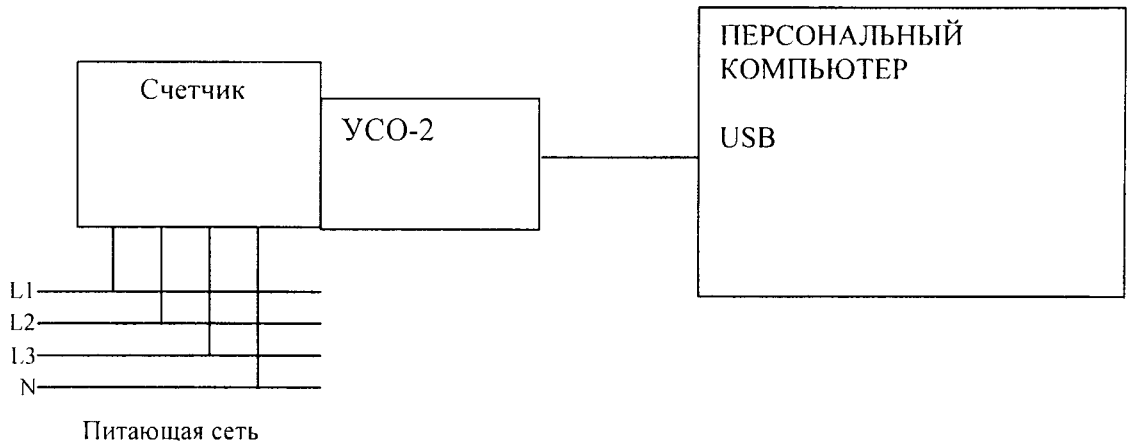 ПЕРСОНАЛЬНЫЙ
КОМПЬЮТЕР
Счетчик
УСО-2
USB
L1
L2
L3
N
Питающая сеть